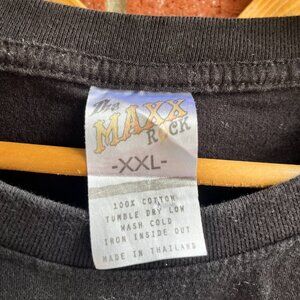 The
MAXX
ROCK
-XXL-
100% COTTON
TUMBLE DRY LOW
WASH COLD
IRON INSIDE OUT
MADE IN THAILAND